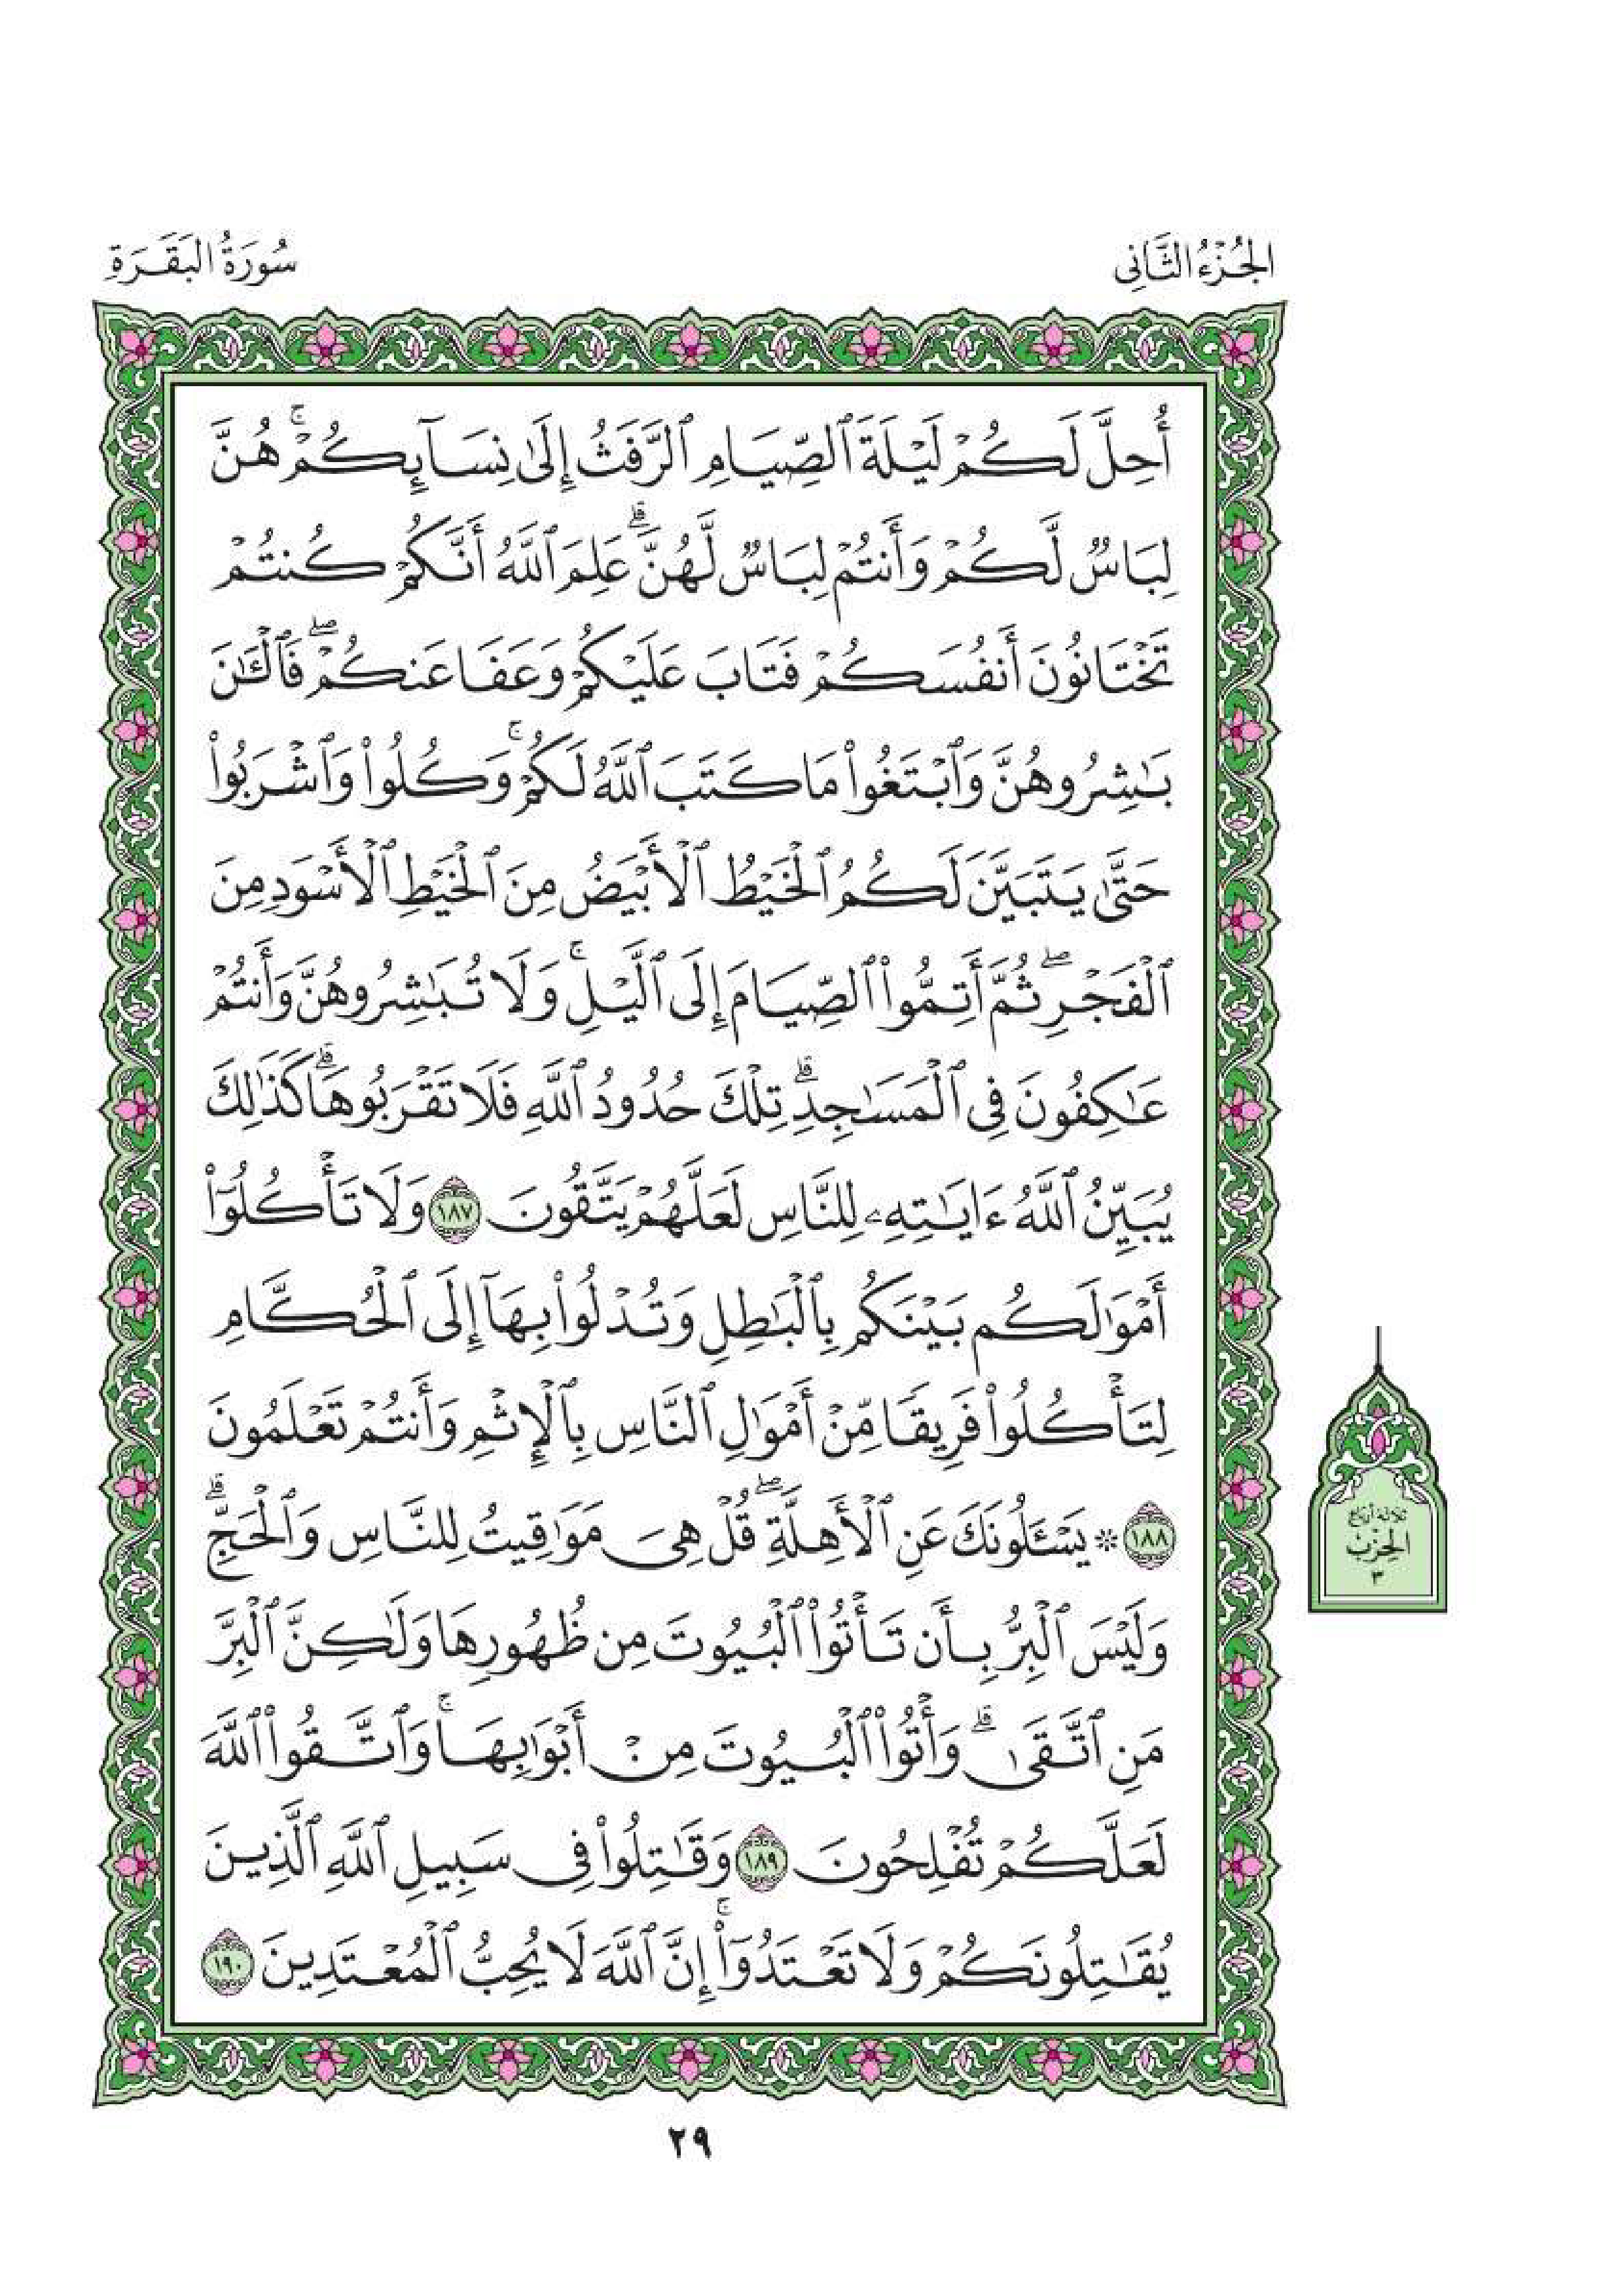 الجُزْءُ الثَّانِى
سُورَةُ البَقَرَةِ
أُحِلَّ لَكُمْ لَيْلَةَ ٱلصِّيَامِ ٱلرَّفَثُ إِلَىٰ نِسَآئِكُمْۚ هُنَّ
لِبَاسٌ لَّكُمْ وَأَنتُمْ لِبَاسٌ لَّهُنَّۗ عَلِمَ ٱللَّهُ أَنَّكُمْ كُنتُمْ
تَخْتَانُونَ أَنفُسَكُمْ فَتَابَ عَلَيْكُمْ وَعَفَا عَنكُمْۖ فَٱلْـَٰٔنَ
بَـٰشِرُوهُنَّ وَٱبْتَغُوا۟ مَا كَتَبَ ٱللَّهُ لَكُمْۚ وَكُلُوا۟ وَٱشْرَبُوا۟
حَتَّىٰ يَتَبَيَّنَ لَكُمُ ٱلْخَيْطُ ٱلْأَبْيَضُ مِنَ ٱلْخَيْطِ ٱلْأَسْوَدِ مِنَ
ٱلْفَجْرِۖ ثُمَّ أَتِمُّوا۟ ٱلصِّيَامَ إِلَى ٱلَّيْلِۚ وَلَا تُبَـٰشِرُوهُنَّ وَأَنتُمْ
عَـٰكِفُونَ فِى ٱلْمَسَـٰجِدِۗ تِلْكَ حُدُودُ ٱللَّهِ فَلَا تَقْرَبُوهَاۗ كَذَٰلِكَ
يُبَيِّنُ ٱللَّهُ ءَايَـٰتِهِۦ لِلنَّاسِ لَعَلَّهُمْ يَتَّقُونَ ١٨٧ وَلَا تَأْكُلُوٓا۟
أَمْوَٰلَكُم بَيْنَكُم بِٱلْبَـٰطِلِ وَتُدْلُوا۟ بِهَآ إِلَى ٱلْحُكَّامِ
لِتَأْكُلُوا۟ فَرِيقًا مِّنْ أَمْوَٰلِ ٱلنَّاسِ بِٱلْإِثْمِ وَأَنتُمْ تَعْلَمُونَ
١٨٨ ۞ يَسْـَٔلُونَكَ عَنِ ٱلْأَهِلَّةِۖ قُلْ هِىَ مَوَٰقِيتُ لِلنَّاسِ وَٱلْحَجِّۗ
وَلَيْسَ ٱلْبِرُّ بِأَن تَأْتُوا۟ ٱلْبُيُوتَ مِن ظُهُورِهَا وَلَـٰكِنَّ ٱلْبِرَّ
مَنِ ٱتَّقَىٰۗ وَأْتُوا۟ ٱلْبُيُوتَ مِنْ أَبْوَٰبِهَاۚ وَٱتَّقُوا۟ ٱللَّهَ
لَعَلَّكُمْ تُفْلِحُونَ ١٨٩ وَقَـٰتِلُوا۟ فِى سَبِيلِ ٱللَّهِ ٱلَّذِينَ
يُقَـٰتِلُونَكُمْ وَلَا تَعْتَدُوٓا۟ۚ إِنَّ ٱللَّهَ لَا يُحِبُّ ٱلْمُعْتَدِينَ ١٩٠
ثلاثة أرباع
الحِزْب
٣
٢٩